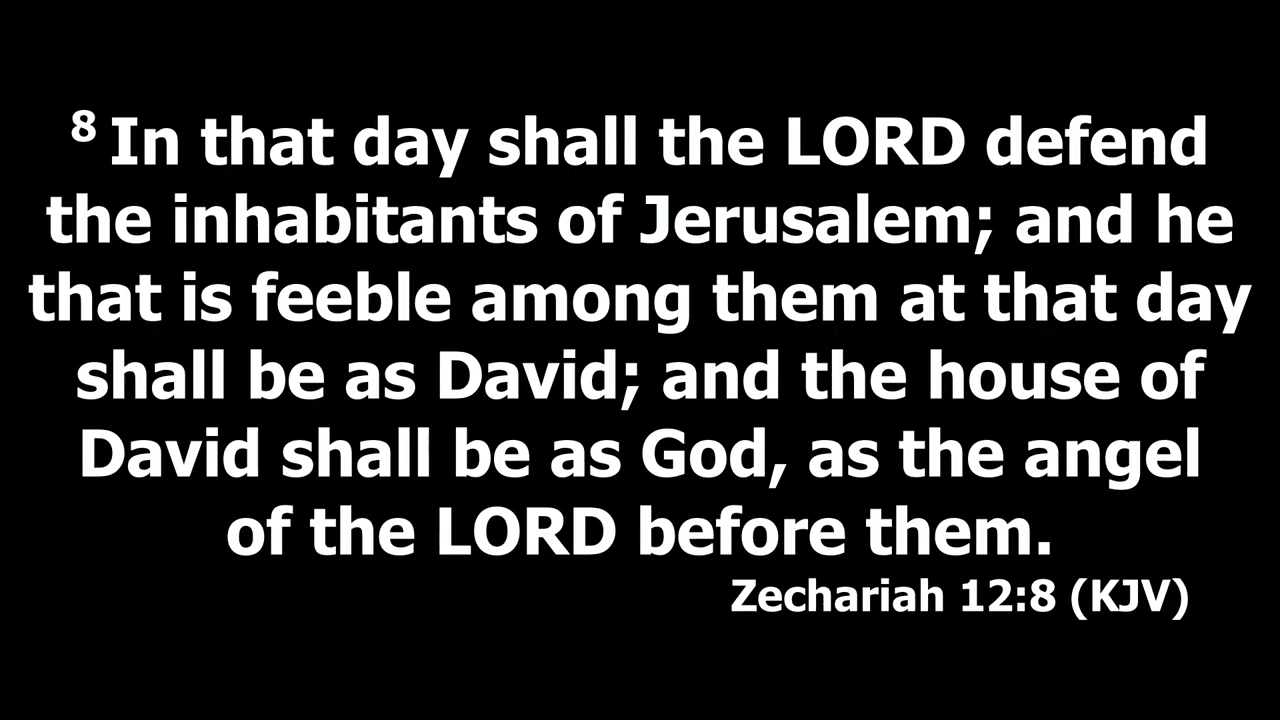 8 In that day shall the LORD defend
the inhabitants of Jerusalem; and he
that is feeble among them at that day
shall be as David; and the house of
David shall be as God, as the angel
of the LORD before them.
Zechariah 12:8 (KJV)